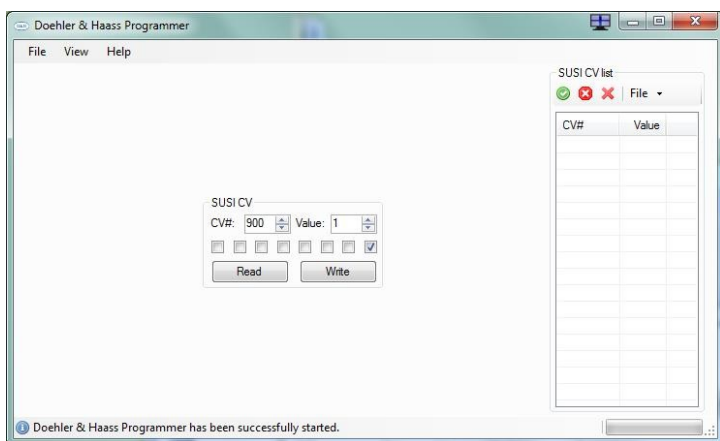 Doehler & Haass Programmer
File View Help
SUSI CV list
File
CV# Value
SUSI CV
CV#: 900 Value: 1
Read Write
Doehler & Haass Programmer has been successfully started.